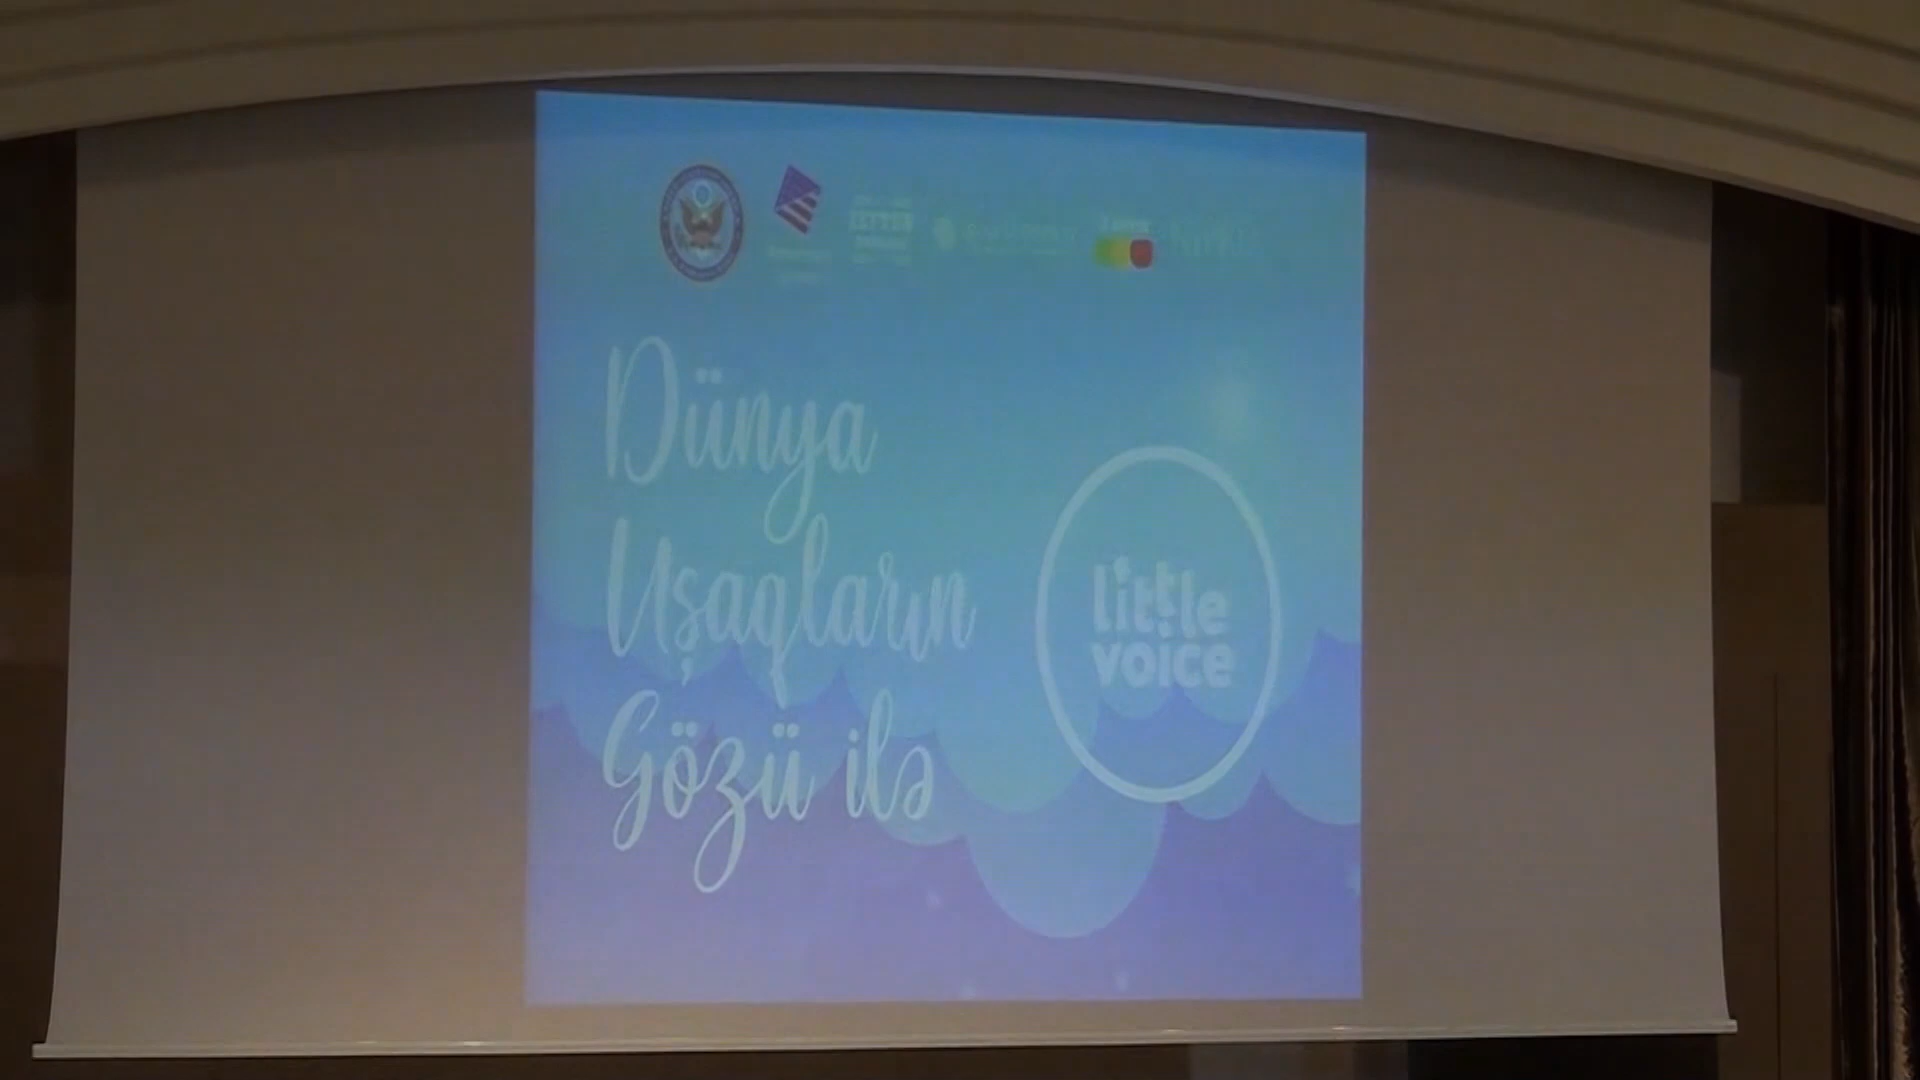 Dünya
Uşaqların
Gözü ilə
little
voice